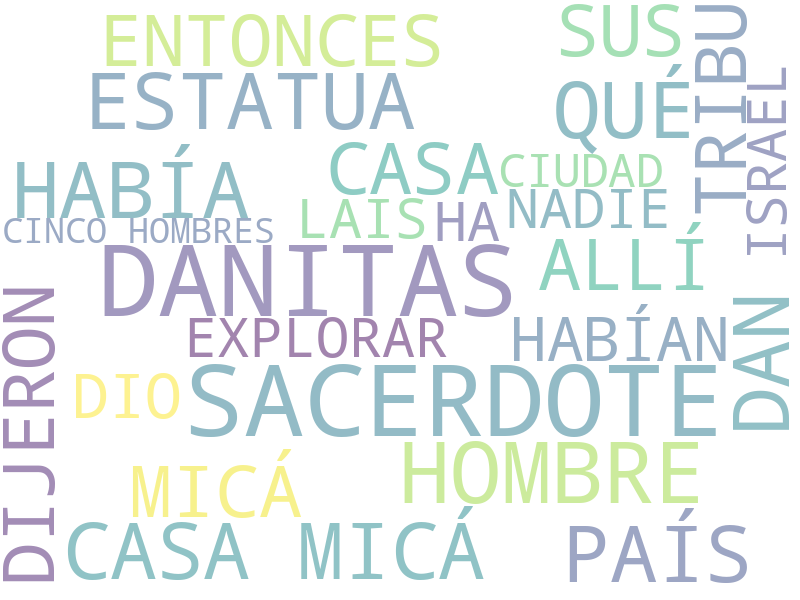 ENTONCES
SUS
TRIBU
ESTATUA
QUÉ
ISRAEL
CASA
CIUDAD
HABÍA
NADIE
LAIS
HA
CINCO HOMBRES
DANITAS
ALLÍ
DIJERON
EXPLORAR
HABÍAN
DAN
DIO
SACERDOTE
HOMBRE
MICÁ
CASA MICÁ
PAÍS